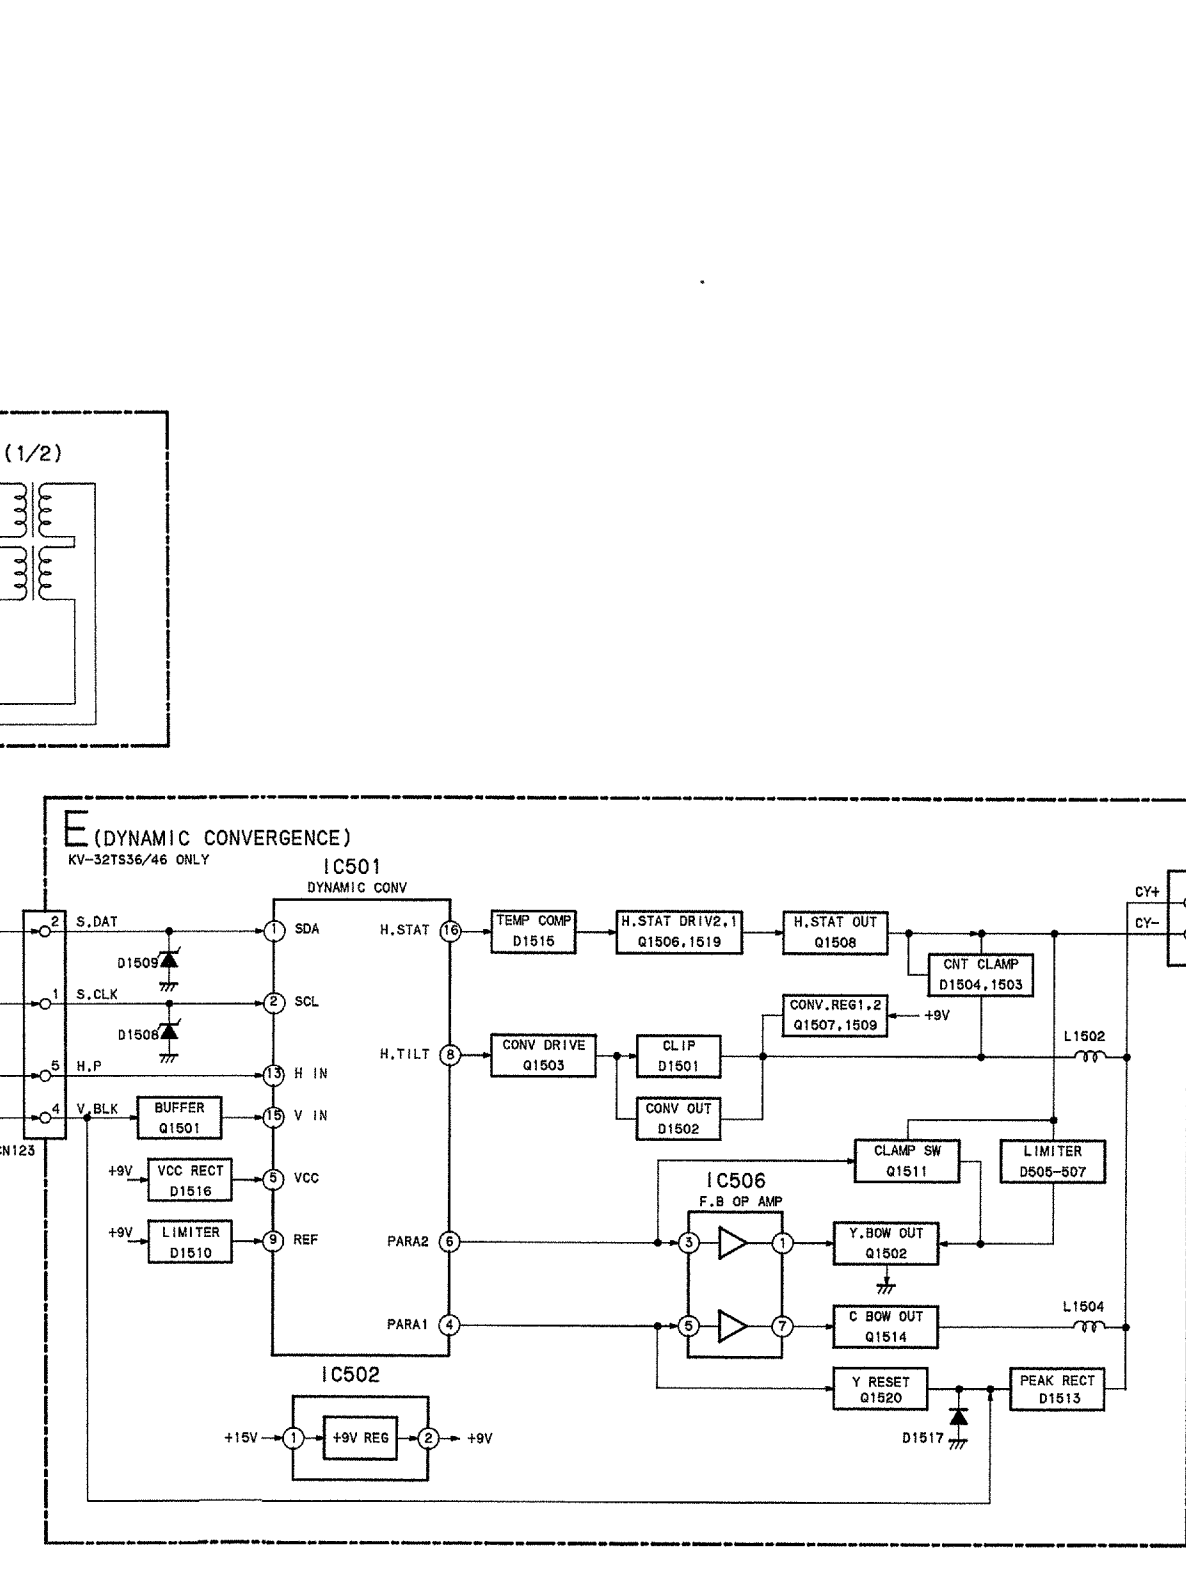 (1/2)
E (DYNAMIC CONVERGENCE)
KV-32TS36/46 ONLY
IC501
DYNAMIC CONV
CY+
CY-
2 S.DAT
1 SDA
H.STAT 16
TEMP COMP
D1515
H.STAT DRIV2,1
Q1506,1519
H.STAT OUT
Q1508
CNT CLAMP
D1504,1503
D1509
1 S.CLK
2 SCL
D1508
CONV.REG1,2
Q1507,1509
+9V
L1502
H.TILT 8
CONV DRIVE
Q1503
CLIP
D1501
CONV OUT
D1502
5 H.P
13 H IN
4 V.BLK
BUFFER
Q1501
15 V IN
CN123
+9V
VCC RECT
D1516
5 VCC
CLAMP SW
Q1511
LIMITER
D505-507
IC506
F.B OP AMP
+9V
LIMITER
D1510
9 REF
PARA2 6
3
1
Y.BOW OUT
Q1502
PARA1 4
5
7
C BOW OUT
Q1514
L1504
Y RESET
Q1520
PEAK RECT
D1513
D1517
IC502
+15V
1
+9V REG
2
+9V